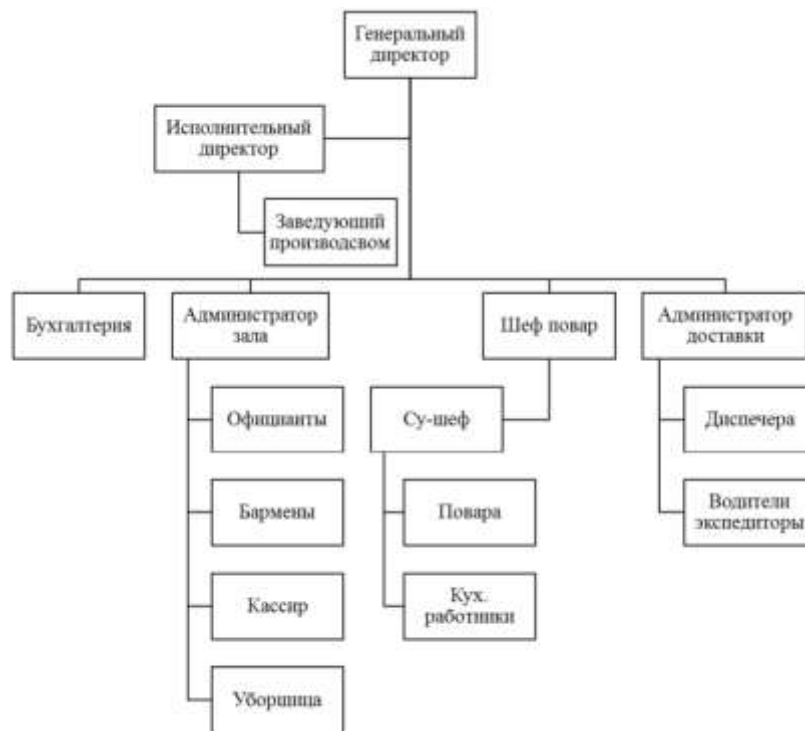 Генеральный
директор
Исполнительный
директор
Заведуюший
производсвом
Бухгалтерия
Администратор
зала
Шеф повар
Администратор
доставки
Официанты
Су-шеф
Диспечера
Бармены
Повара
Водители
экспедиторы
Кассир
Кух.
работники
Уборщица